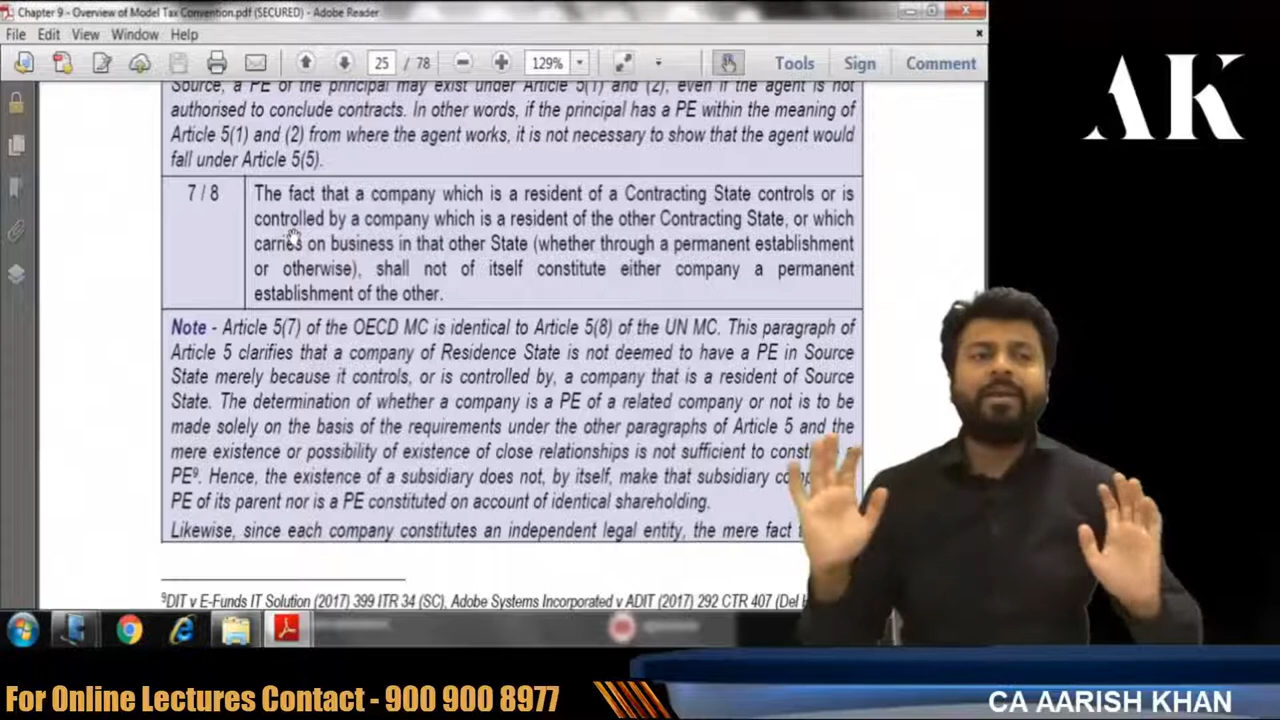 Chapter 9 - Overview of Model Tax Convention.pdf (SECURED) - Adobe Reader
File Edit View Window Help
25 / 78 129% Tools Sign Comment
AK
Source, a PE of the principal may exist under Article 5(1) and (2), even if the agent is not
authorised to conclude contracts. In other words, if the principal has a PE within the meaning of
Article 5(1) and (2) from where the agent works, it is not necessary to show that the agent would
fall under Article 5(5).
7 / 8
The fact that a company which is a resident of a Contracting State controls or is
controlled by a company which is a resident of the other Contracting State, or which
carries on business in that other State (whether through a permanent establishment
or otherwise), shall not of itself constitute either company a permanent
establishment of the other.
Note - Article 5(7) of the OECD MC is identical to Article 5(8) of the UN MC. This paragraph of
Article 5 clarifies that a company of Residence State is not deemed to have a PE in Source
State merely because it controls, or is controlled by, a company that is a resident of Source
State. The determination of whether a company is a PE of a related company or not is to be
made solely on the basis of the requirements under the other paragraphs of Article 5 and the
mere existence or possibility of existence of close relationships is not sufficient to
PE⁹. Hence, the existence of a subsidiary does not, by itself, make that subsidiary
PE of its parent nor is a PE constituted on account of identical shareholding.
Likewise, since each company constitutes an independent legal entity, the mere fact
⁹DIT v E-Funds IT Solution (2017) 399 ITR 34 (SC), Adobe Systems Incorporated v ADIT (2017) 292 CTR 407 (Del
For Online Lectures Contact - 900 900 8977
CA AARISH KHAN